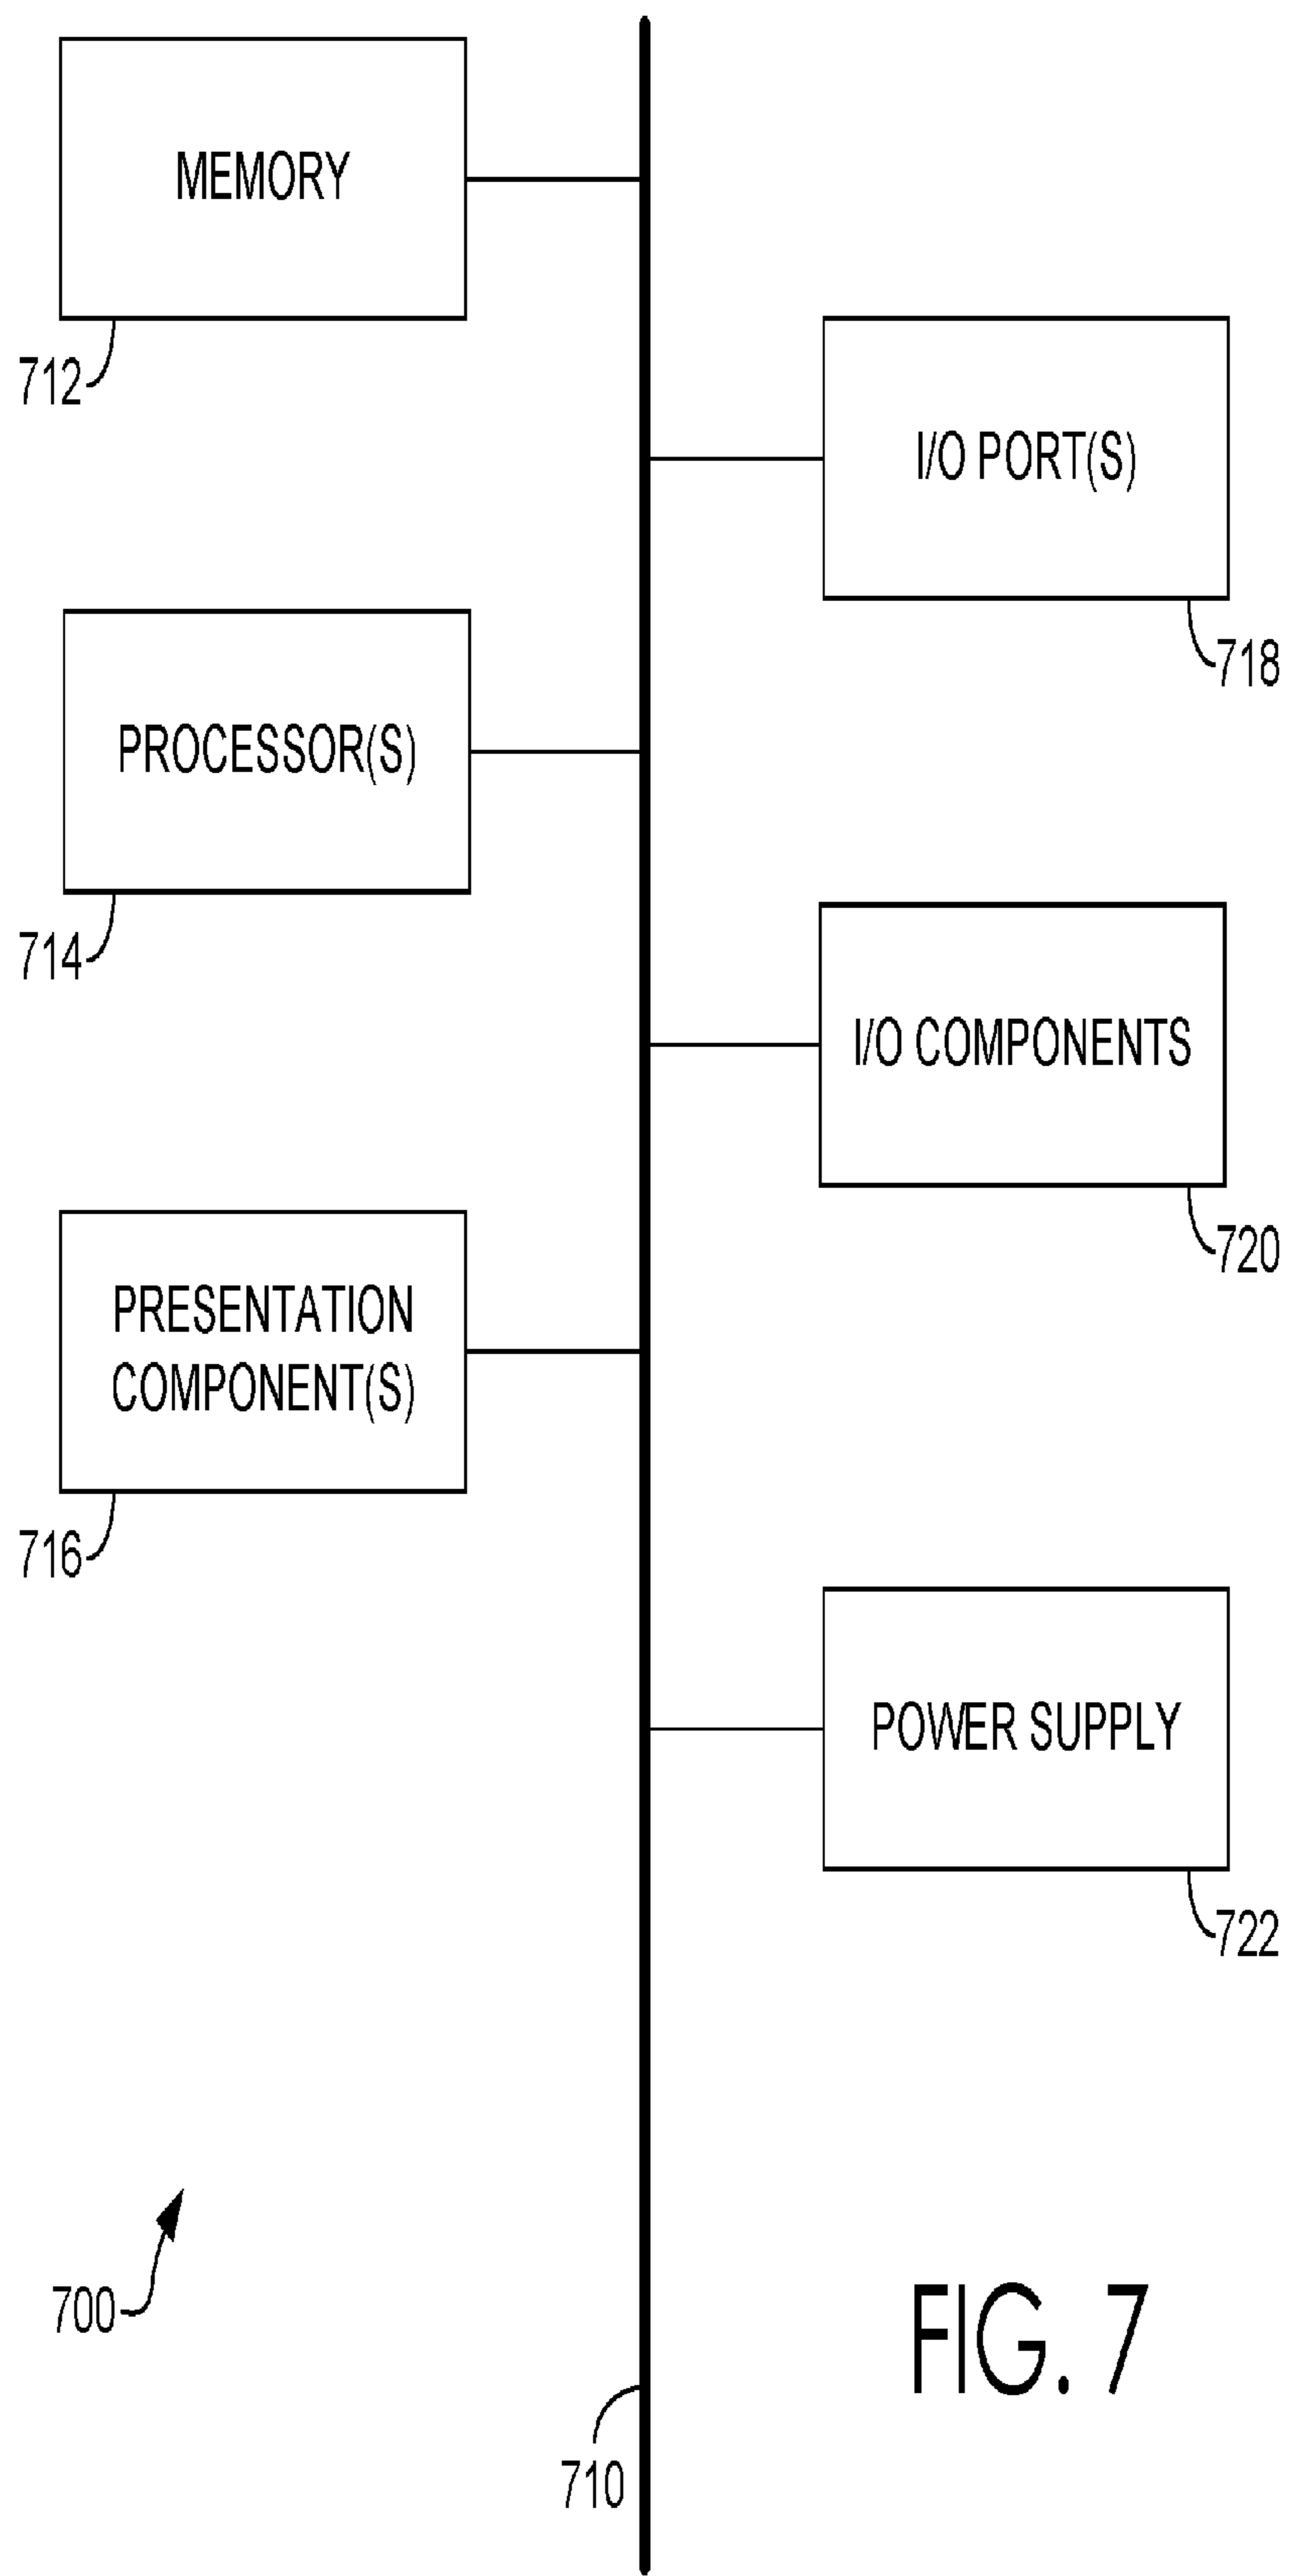 MEMORY
712
I/O PORT(S)
718
PROCESSOR(S)
714
I/O COMPONENTS
720
PRESENTATION
COMPONENT(S)
716
POWER SUPPLY
722
700
FIG. 7
710